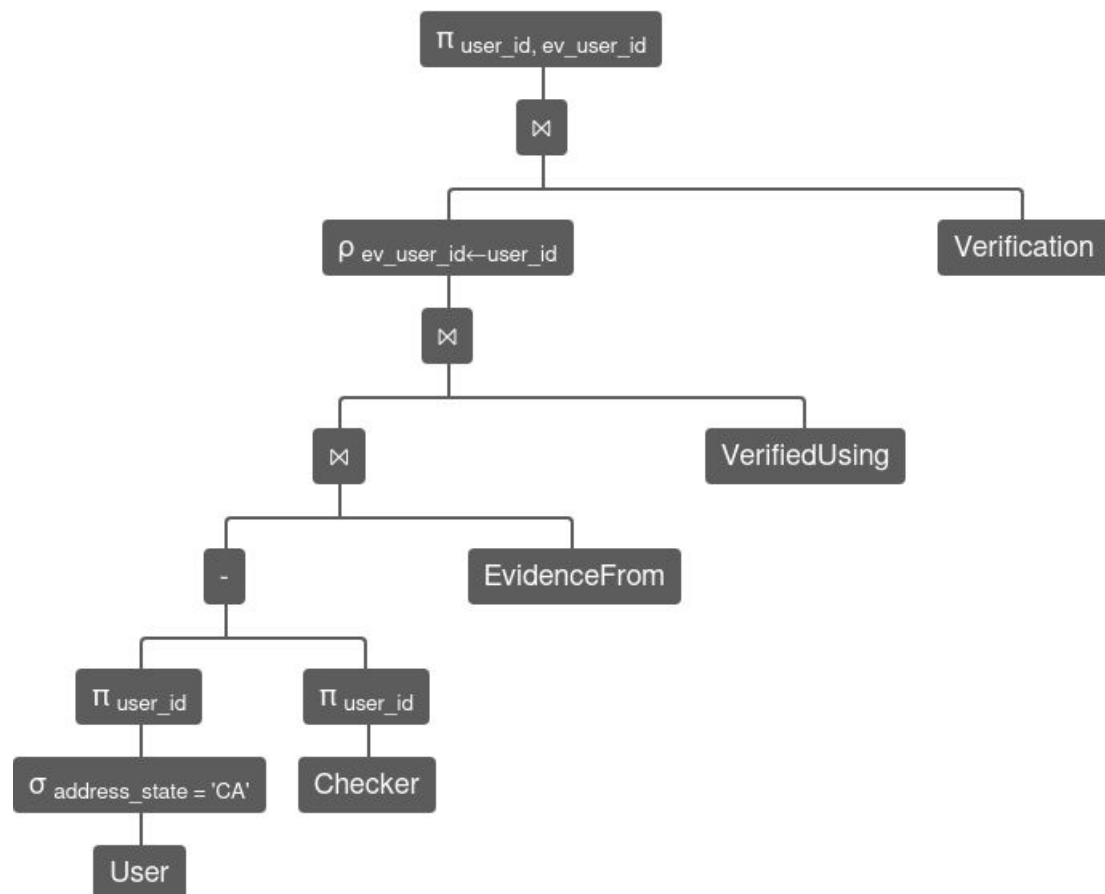 π user_id, ev_user_id
⋈
ρ ev_user_id←user_id
Verification
⋈
⋈
VerifiedUsing
-
EvidenceFrom
π user_id
π user_id
σ address_state = 'CA'
Checker
User